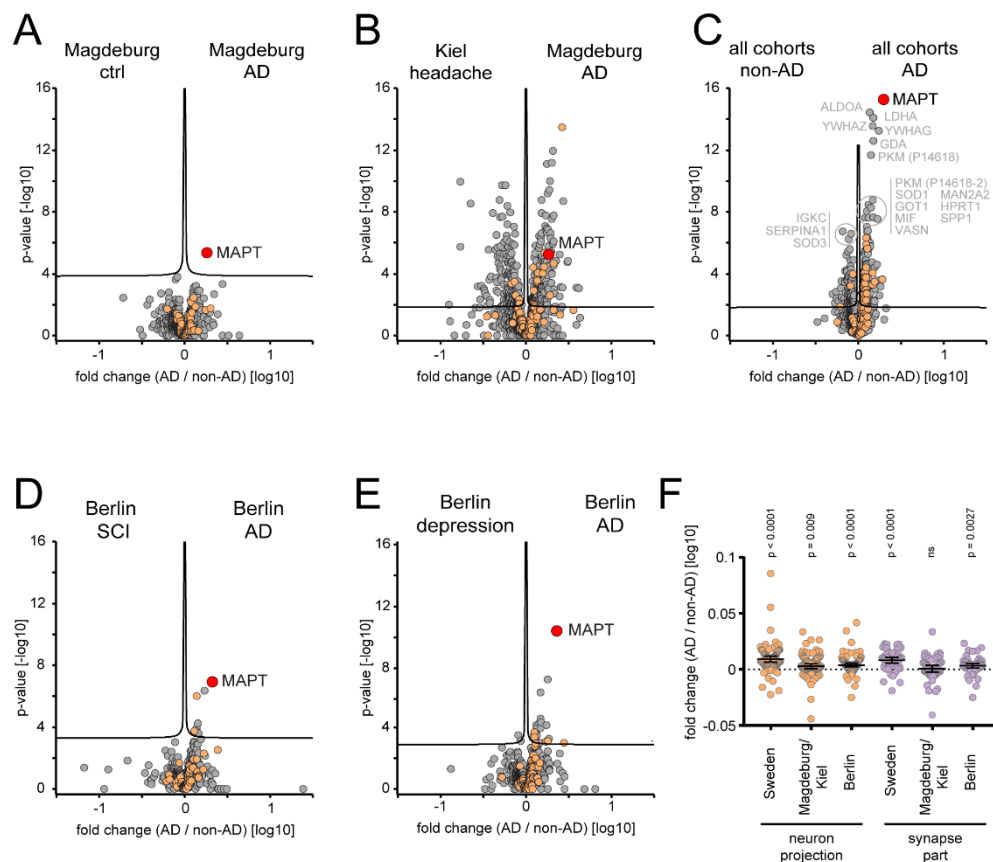 A
Magdeburg
ctrl
Magdeburg
AD
16
12
8
4
0
p-value [-log10]
MAPT
-1
0
1
fold change (AD / non-AD) [log10]
B
Kiel
headache
Magdeburg
AD
16
12
8
4
0
p-value [-log10]
MAPT
-1
0
1
fold change (AD / non-AD) [log10]
C
all cohorts
non-AD
all cohorts
AD
16
12
8
4
0
p-value [-log10]
MAPT
ALDOA
LDHA
YWHAZ
YWHAG
GDA
PKM (P14618)
PKM (P14618-2)
SOD1 MAN2A2
GOT1 HPRT1
MIF SPP1
VASN
IGKC
SERPINA1
SOD3
-1
0
1
fold change (AD / non-AD) [log10]
D
Berlin
SCI
Berlin
AD
16
12
8
4
0
p-value [-log10]
MAPT
-1
0
1
fold change (AD / non-AD) [log10]
E
Berlin
depression
Berlin
AD
16
12
8
4
0
p-value [-log10]
MAPT
-1
0
1
fold change (AD / non-AD) [log10]
F
p < 0.0001
p = 0.009
p < 0.0001
p < 0.0001
ns
p = 0.0027
0.1
0.05
0
-0.05
fold change (AD / non-AD) [log10]
Sweden
Magdeburg/
Kiel
Berlin
Sweden
Magdeburg/
Kiel
Berlin
neuron
projection
synapse
part